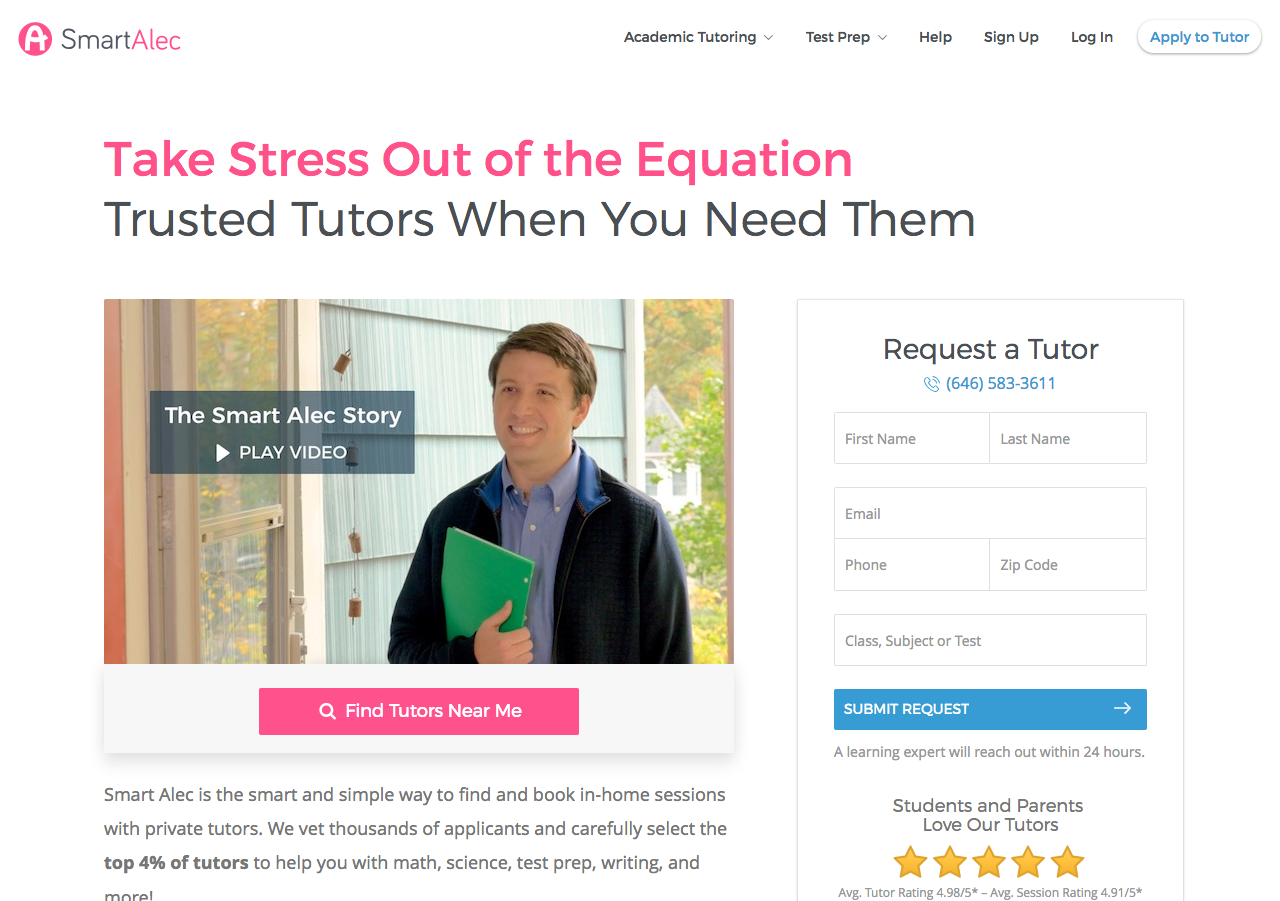 SmartAlec
Academic Tutoring
Test Prep
Help
Sign Up
Log In
Apply to Tutor
Take Stress Out of the Equation
Trusted Tutors When You Need Them
The Smart Alec Story
PLAY VIDEO
Find Tutors Near Me
Smart Alec is the smart and simple way to find and book in-home sessions
with private tutors. We vet thousands of applicants and carefully select the
top 4% of tutors to help you with math, science, test prep, writing, and
more!
Request a Tutor
(646) 583-3611
First Name
Last Name
Email
Phone
Zip Code
Class, Subject or Test
SUBMIT REQUEST
A learning expert will reach out within 24 hours.
Students and Parents
Love Our Tutors
Avg. Tutor Rating 4.98/5* – Avg. Session Rating 4.91/5*